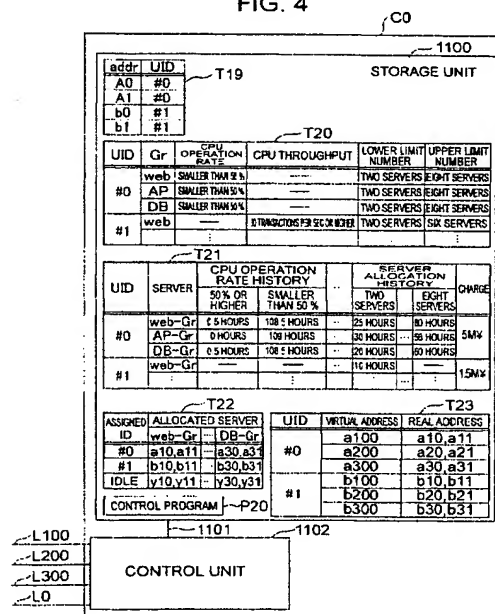 FIG. 4
C0
1100
STORAGE UNIT
addr UID
A0 #0
A1 #0
b0 #1
b1 #1
T19
T20
UID Gr CPU OPERATION RATE CPU THROUGHPUT LOWER LIMIT NUMBER UPPER LIMIT NUMBER
#0 web SMALLER THAN 50 % — TWO SERVERS EIGHT SERVERS
AP SMALLER THAN 50 % — TWO SERVERS EIGHT SERVERS
DB SMALLER THAN 50 % — TWO SERVERS EIGHT SERVERS
#1 web — TRANSACTIONS PER SEC OR HIGHER TWO SERVERS SIX SERVERS
T21
UID SERVER CPU OPERATION RATE HISTORY SERVER ALLOCATION HISTORY CHARGE
50 % OR HIGHER SMALLER THAN 50 % TWO SERVERS EIGHT SERVERS
#0 web-Gr 0.5 HOURS HOURS 25 HOURS HOURS 5M¥
AP-Gr 0 HOURS 109 HOURS 30 HOURS HOURS
DB-Gr 0.5 HOURS HOURS 20 HOURS HOURS
#1 web-Gr — — 10 HOURS — 1.5M¥
T22
ASSIGNED ID ALLOCATED SERVER
web-Gr ··· DB-Gr
#0 a10,a11 ··· a30,a31
#1 b10,b11 ··· b30,b31
IDLE y10,y11 ··· y30,y31
T23
UID VIRTUAL ADDRESS REAL ADDRESS
#0 a100 a10,a11
a200 a20,a21
a300 a30,a31
#1 b100 b10,b11
b200 b20,b21
b300 b30,b31
CONTROL PROGRAM P20
1101
1102
L100
L200
L300
L0
CONTROL UNIT